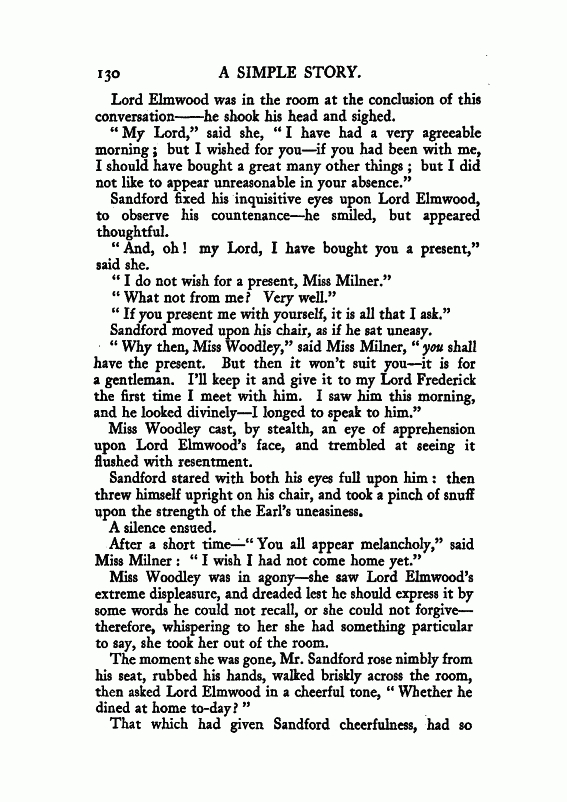 130 A SIMPLE STORY.
Lord Elmwood was in the room at the conclusion of this
conversation——he shook his head and sighed.
“My Lord,” said she, “I have had a very agreeable
morning; but I wished for you—if you had been with me,
I should have bought a great many other things; but I did
not like to appear unreasonable in your absence.”
Sandford fixed his inquisitive eyes upon Lord Elmwood,
to observe his countenance—he smiled, but appeared
thoughtful.
“And, oh! my Lord, I have bought you a present,”
said she.
“I do not wish for a present, Miss Milner.”
“What not from me? Very well.”
“If you present me with yourself, it is all that I ask.”
Sandford moved upon his chair, as if he sat uneasy.
“Why then, Miss Woodley,” said Miss Milner, “you shall
have the present. But then it won’t suit you—it is for
a gentleman. I’ll keep it and give it to my Lord Frederick
the first time I meet with him. I saw him this morning,
and he looked divinely—I longed to speak to him.”
Miss Woodley cast, by stealth, an eye of apprehension
upon Lord Elmwood’s face, and trembled at seeing it
flushed with resentment.
Sandford stared with both his eyes full upon him: then
threw himself upright on his chair, and took a pinch of snuff
upon the strength of the Earl’s uneasiness.
A silence ensued.
After a short time—“You all appear melancholy,” said
Miss Milner: “I wish I had not come home yet.”
Miss Woodley was in agony—she saw Lord Elmwood’s
extreme displeasure, and dreaded lest he should express it by
some words he could not recall, or she could not forgive—
therefore, whispering to her she had something particular
to say, she took her out of the room.
The moment she was gone, Mr. Sandford rose nimbly from
his seat, rubbed his hands, walked briskly across the room,
then asked Lord Elmwood in a cheerful tone, “Whether he
dined at home to-day?”
That which had given Sandford cheerfulness, had so